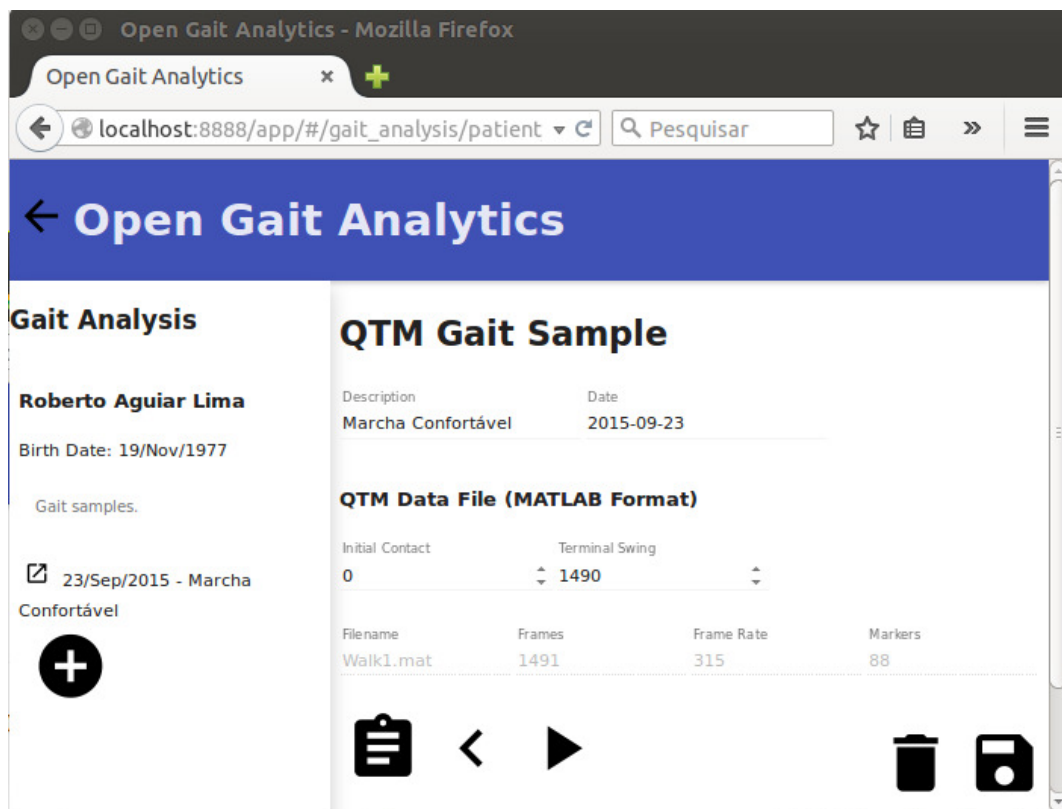 Open Gait Analytics - Mozilla Firefox
Open Gait Analytics
localhost:8888/app/#/gait_analysis/patient
Pesquisar
Open Gait Analytics
Gait Analysis
Roberto Aguiar Lima
Birth Date: 19/Nov/1977
Gait samples.
23/Sep/2015 - Marcha
Confortável
QTM Gait Sample
Description Date
Marcha Confortável 2015-09-23
QTM Data File (MATLAB Format)
Initial Contact Terminal Swing
0 1490
Filename Frames Frame Rate Markers
Walk1.mat 1491 315 88